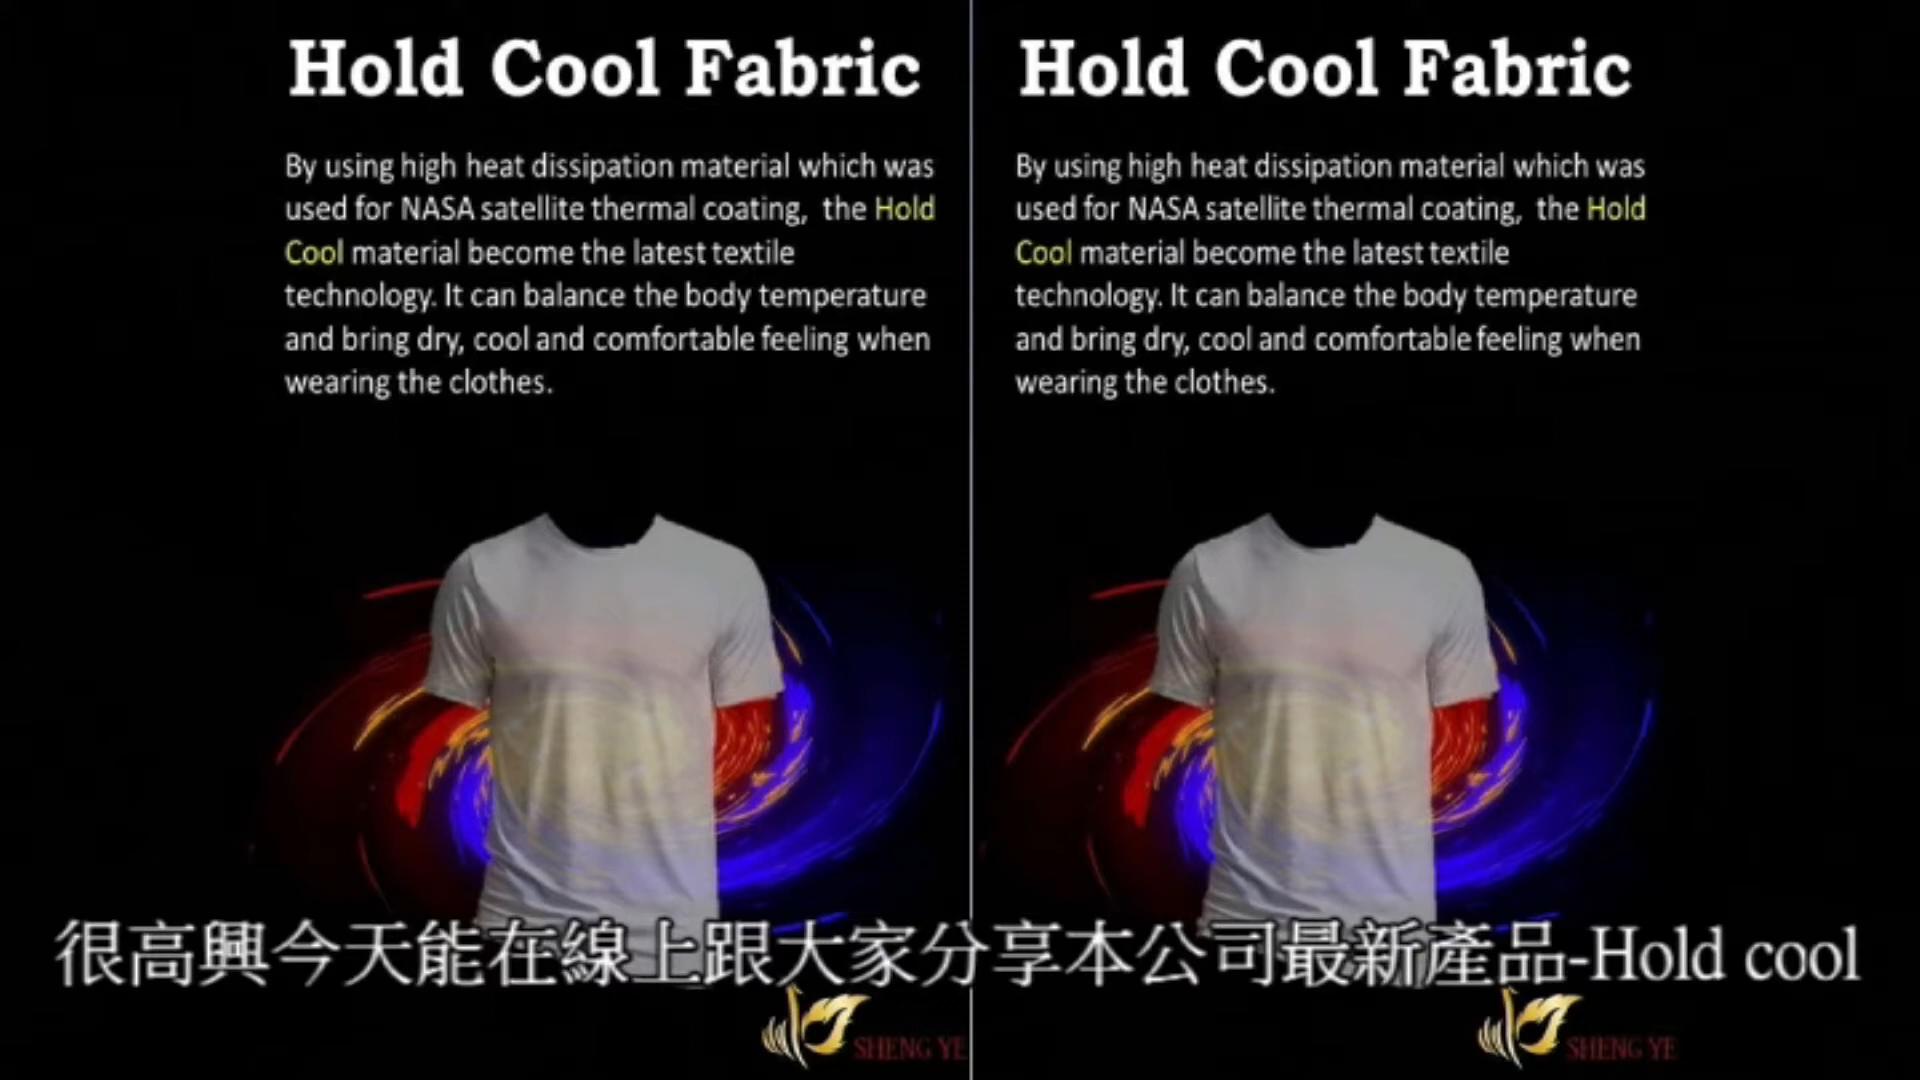 Hold Cool Fabric
By using high heat dissipation material which was
used for NASA satellite thermal coating, the Hold
Cool material become the latest textile
technology. It can balance the body temperature
and bring dry, cool and comfortable feeling when
wearing the clothes.
Hold Cool Fabric
By using high heat dissipation material which was
used for NASA satellite thermal coating, the Hold
Cool material become the latest textile
technology. It can balance the body temperature
and bring dry, cool and comfortable feeling when
wearing the clothes.
很高興今天能在線上跟大家分享本公司最新產品-Hold cool
SHENG YE
SHENG YE